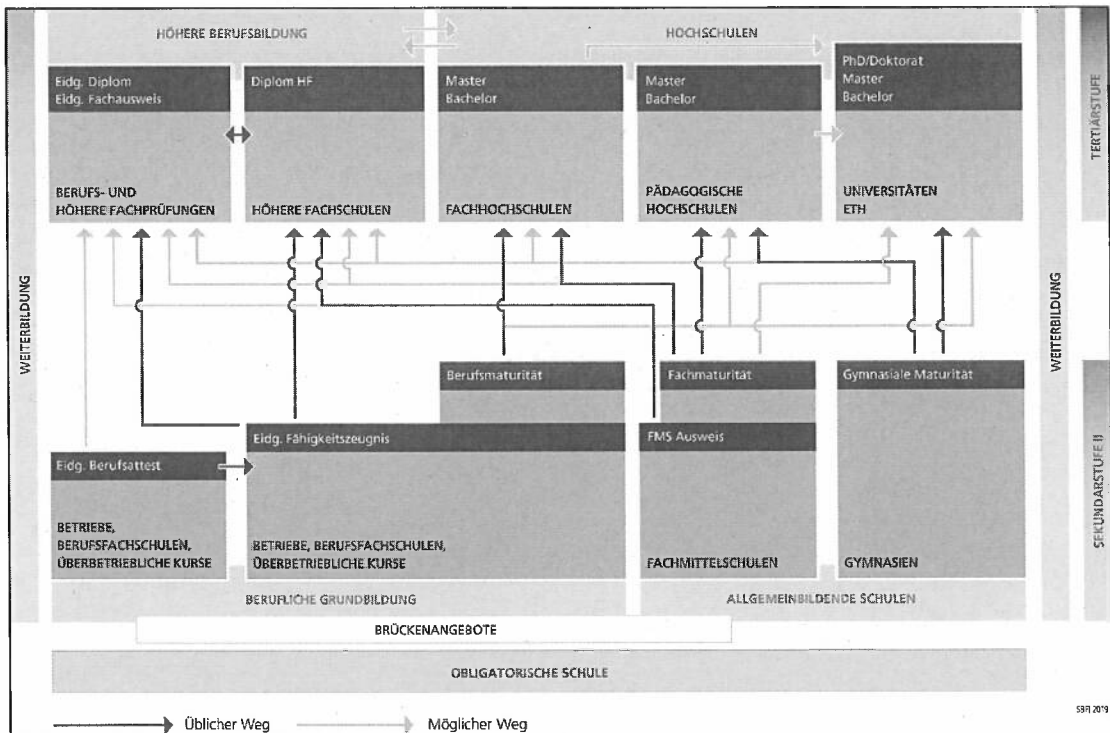 HÖHERE BERUFSBILDUNG
HOCHSCHULEN
Eidg. Diplom
Eidg. Fachausweis
BERUFS- UND
HÖHERE FACHPRÜFUNGEN
Diplom HF
HÖHERE FACHSCHULEN
Master
Bachelor
FACHHOCHSCHULEN
Master
Bachelor
PÄDAGOGISCHE
HOCHSCHULEN
PhD/Doktorat
Master
Bachelor
UNIVERSITÄTEN
ETH
TERTIÄRSTUFE
WEITERBILDUNG
WEITERBILDUNG
Berufsmaturität
Fachmaturität
Gymnasiale Maturität
Eidg. Fähigkeitszeugnis
FMS Ausweis
Eidg. Berufsattest
BETRIEBE,
BERUFSFACHSCHULEN,
ÜBERBETRIEBLICHE KURSE
BETRIEBE, BERUFSFACHSCHULEN,
ÜBERBETRIEBLICHE KURSE
FACHMITTELSCHULEN
GYMNASIEN
SEKUNDARSTUFE II
BERUFLICHE GRUNDBILDUNG
ALLGEMEINBILDENDE SCHULEN
BRÜCKENANGEBOTE
OBLIGATORISCHE SCHULE
Üblicher Weg
Möglicher Weg
SBFI 2019